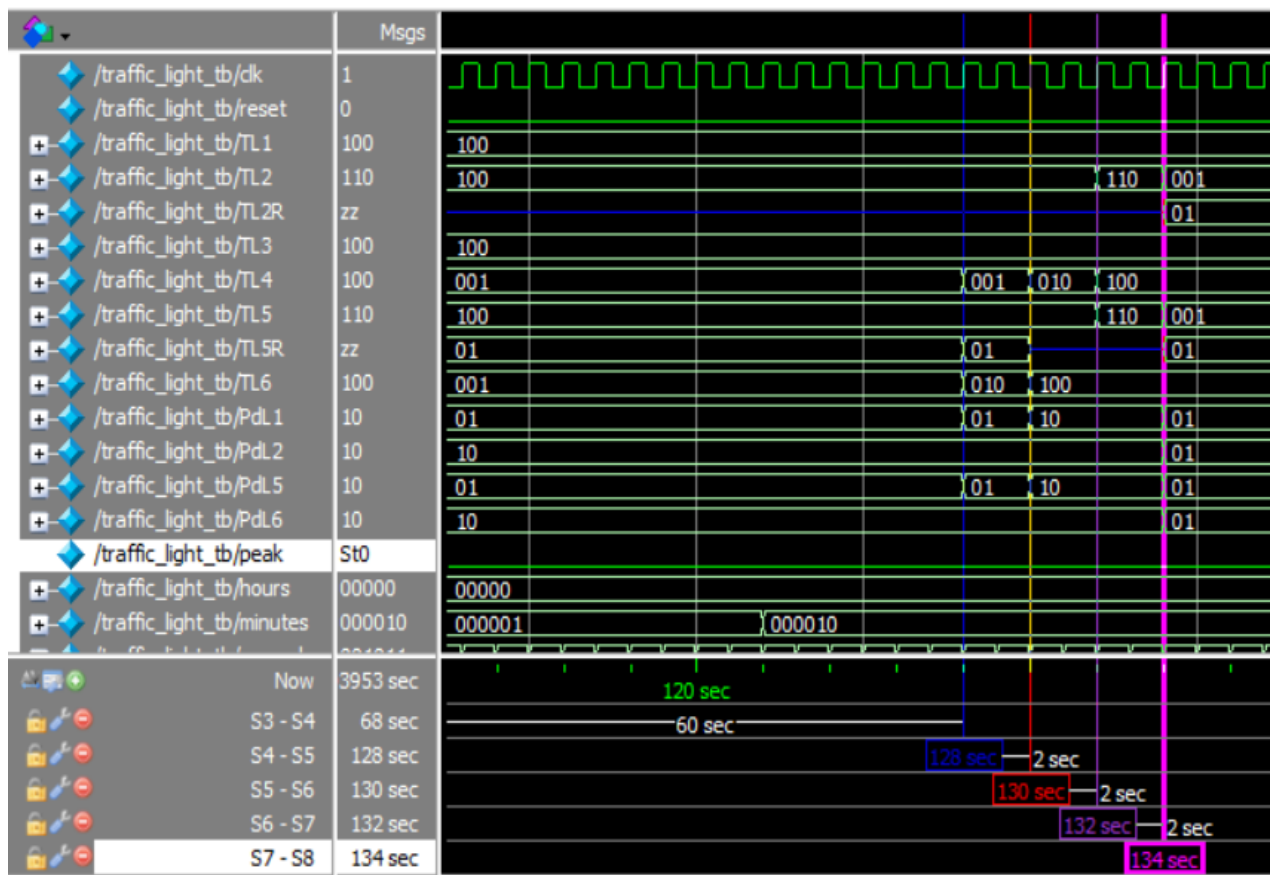 Msgs
/traffic_light_tb/clk 1
/traffic_light_tb/reset 0
/traffic_light_tb/TL1 100 100
/traffic_light_tb/TL2 110 100 110 001
/traffic_light_tb/TL2R zz 01
/traffic_light_tb/TL3 100 100
/traffic_light_tb/TL4 100 001 001 010 100
/traffic_light_tb/TL5 110 100 110 001
/traffic_light_tb/TL5R zz 01 01 01
/traffic_light_tb/TL6 100 001 010 100
/traffic_light_tb/PdL1 10 01 01 10 01
/traffic_light_tb/PdL2 10 10 01
/traffic_light_tb/PdL5 10 01 01 10 01
/traffic_light_tb/PdL6 10 10 01
/traffic_light_tb/peak St0
/traffic_light_tb/hours 00000 00000
/traffic_light_tb/minutes 000010 000001 000010
Now 3953 sec 120 sec
S3 - S4 68 sec 60 sec
S4 - S5 128 sec 128 sec 2 sec
S5 - S6 130 sec 130 sec 2 sec
S6 - S7 132 sec 132 sec 2 sec
S7 - S8 134 sec 134 sec